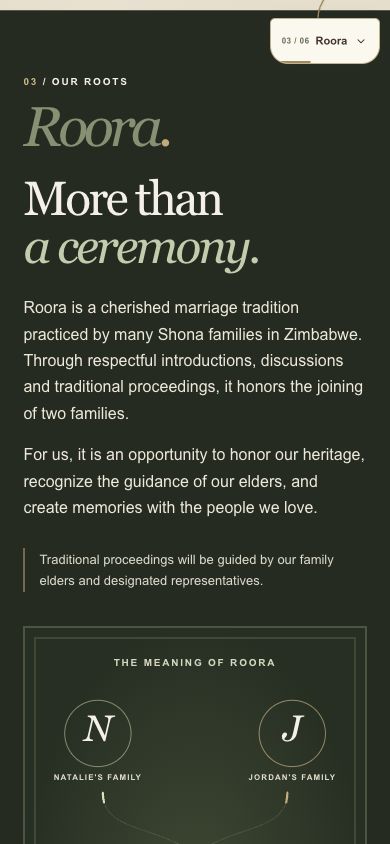 03 / 06 Roora
03 / OUR ROOTS
Roora.
More than
a ceremony.
Roora is a cherished marriage tradition
practiced by many Shona families in Zimbabwe.
Through respectful introductions, discussions
and traditional proceedings, it honors the joining
of two families.
For us, it is an opportunity to honor our heritage,
recognize the guidance of our elders, and
create memories with the people we love.
Traditional proceedings will be guided by our family
elders and designated representatives.
THE MEANING OF ROORA
N J
NATALIE'S FAMILY JORDAN'S FAMILY